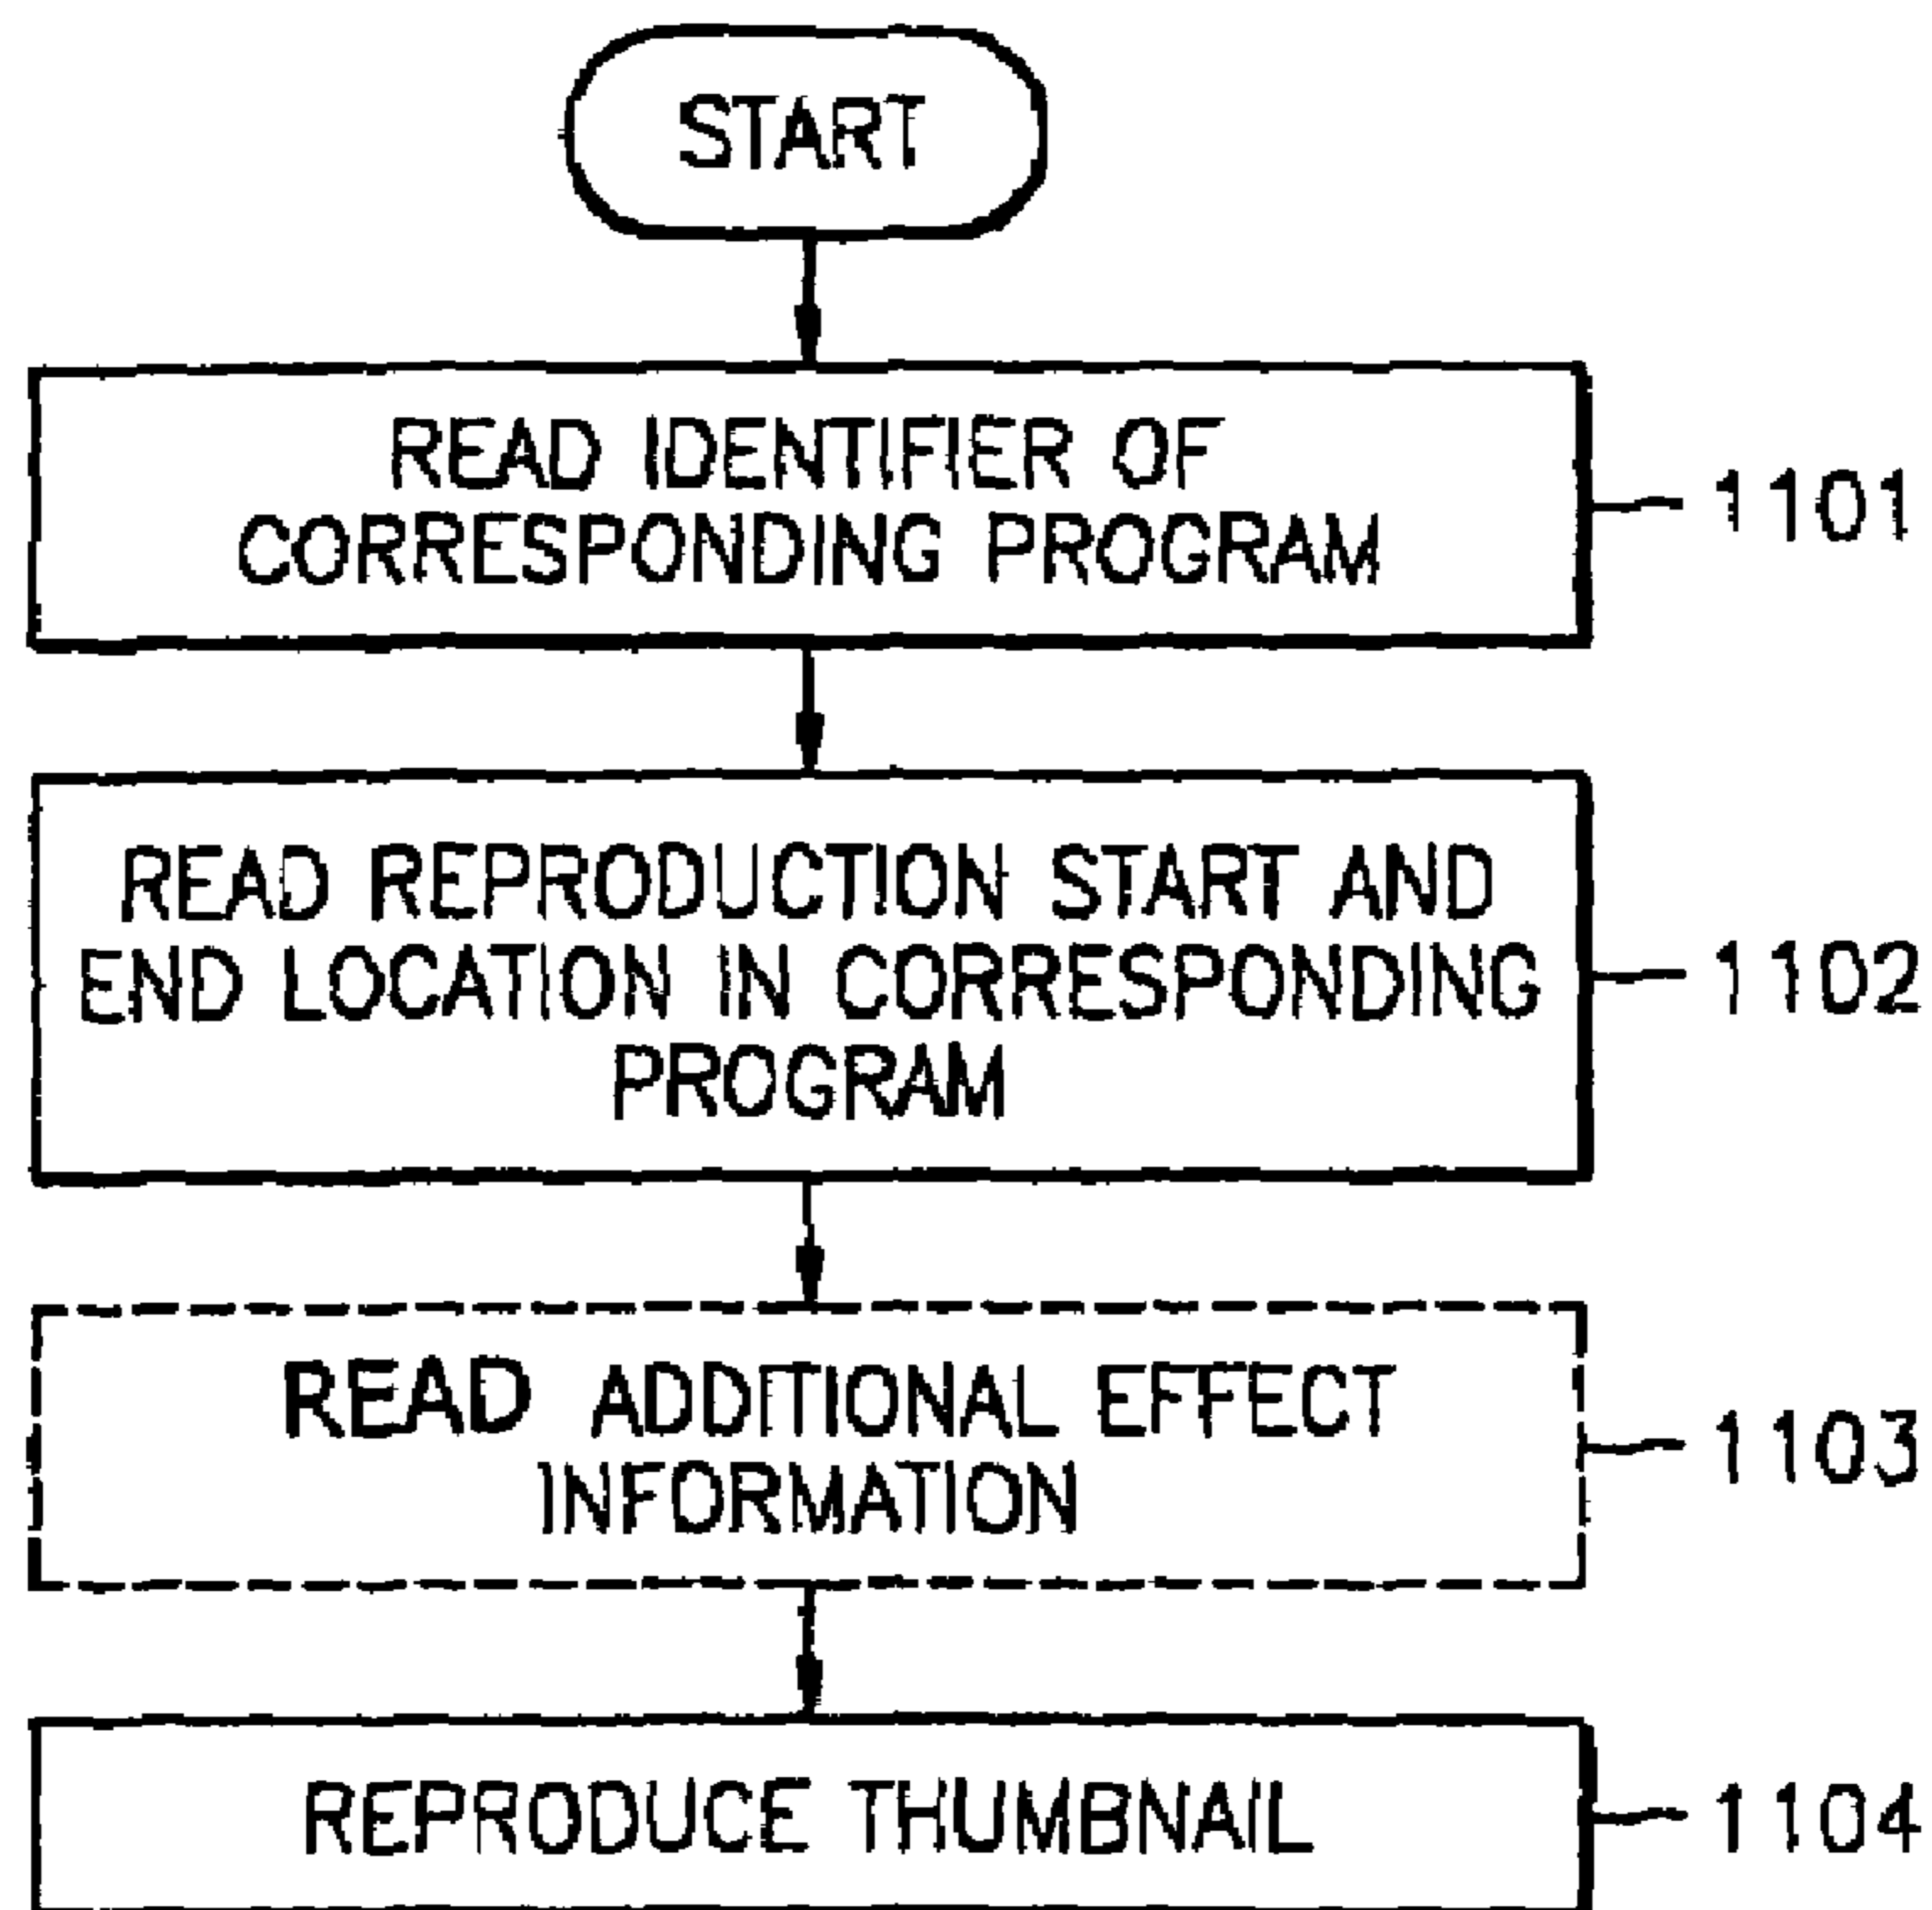 START
READ IDENTIFIER OF
CORRESPONDING PROGRAM
1101
READ REPRODUCTION START AND
END LOCATION IN CORRESPONDING
PROGRAM
1102
READ ADDITIONAL EFFECT
INFORMATION
1103
REPRODUCE THUMBNAIL
1104